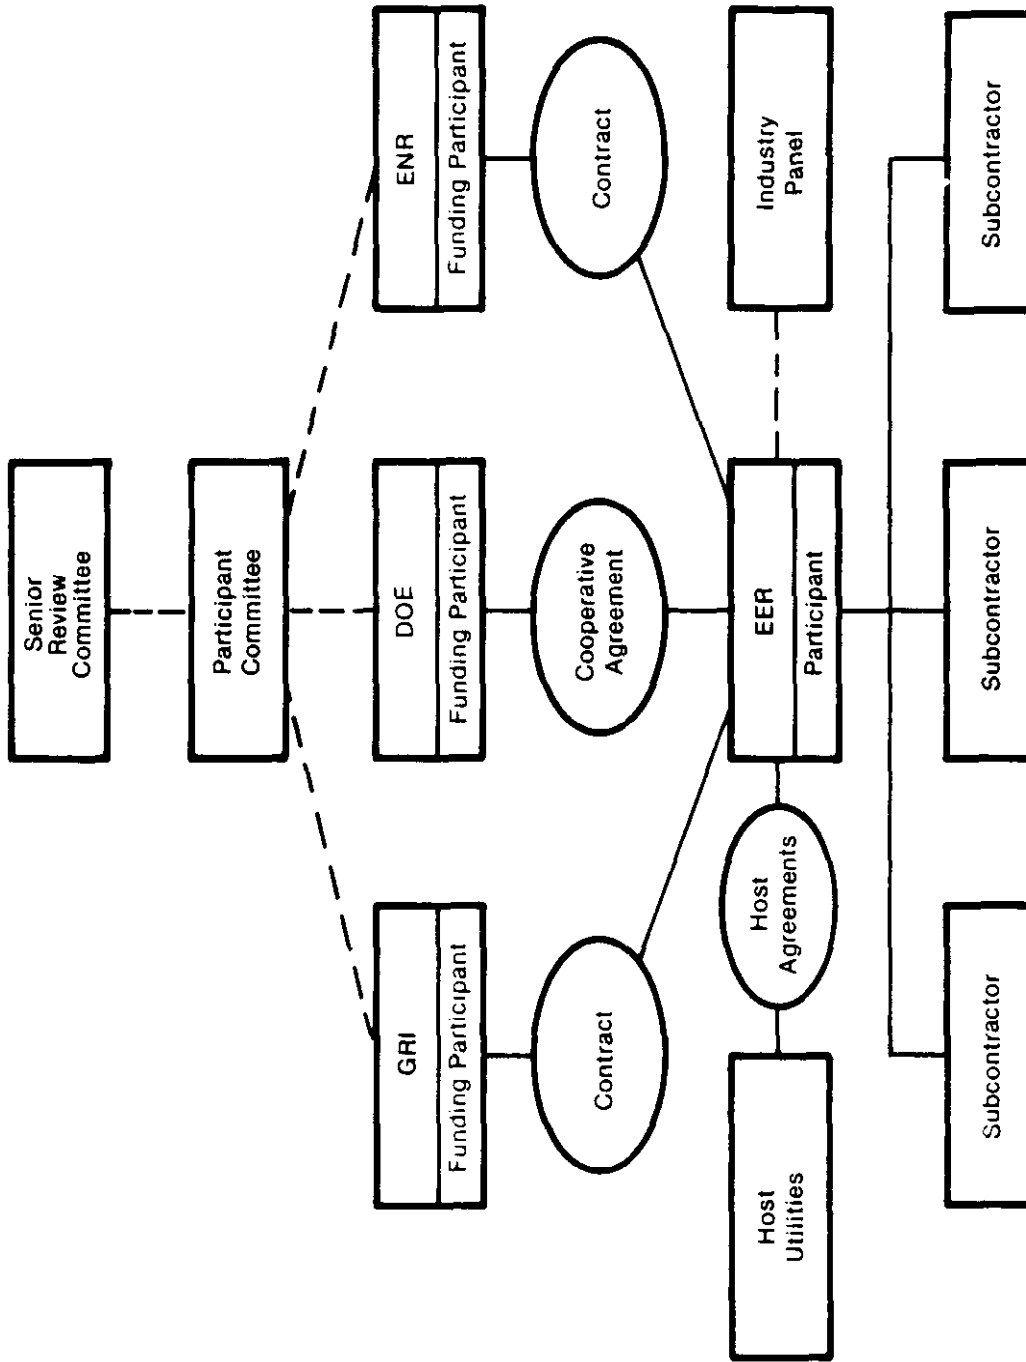 Senior
Review
Committee
Participant
Committee
GRI
Funding Participant
DOE
Funding Participant
ENR
Funding Participant
Contract
Cooperative
Agreement
Contract
Host
Utilities
Host
Agreements
EER
Participant
Industry
Panel
Subcontractor
Subcontractor
Subcontractor